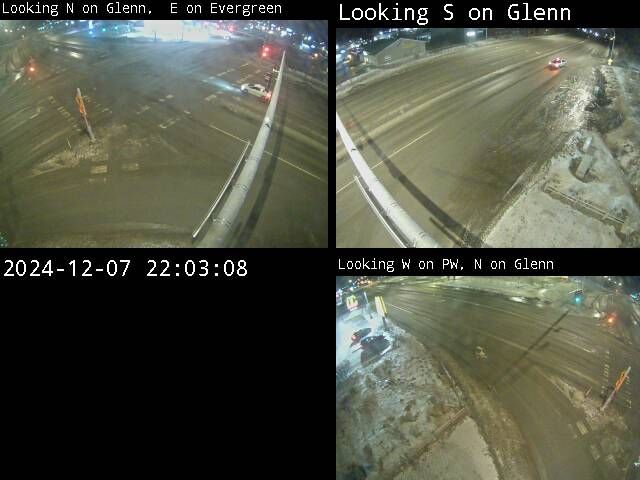 Looking N on Glenn,  E on Evergreen
Looking S on Glenn
2024-12-07 22:03:08
Looking W on PW, N on Glenn